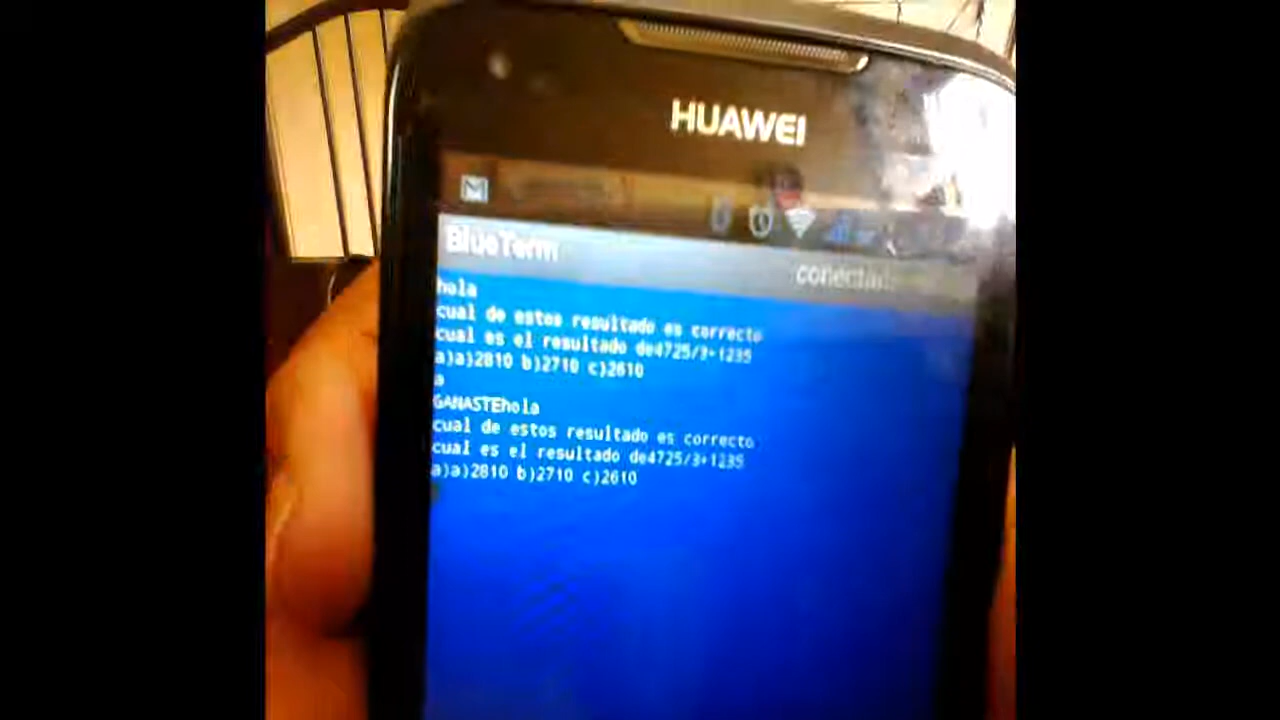 HUAWEI
BlueTerm
hola
cual de estos resultado es correcto
cual es el resultado de4725/3+1235
a)a)2810 b)2710 c)2610
a
GANASTEhola
cual de estos resultado es correcto
cual es el resultado de4725/3+1235
a)a)2810 b)2710 c)2610